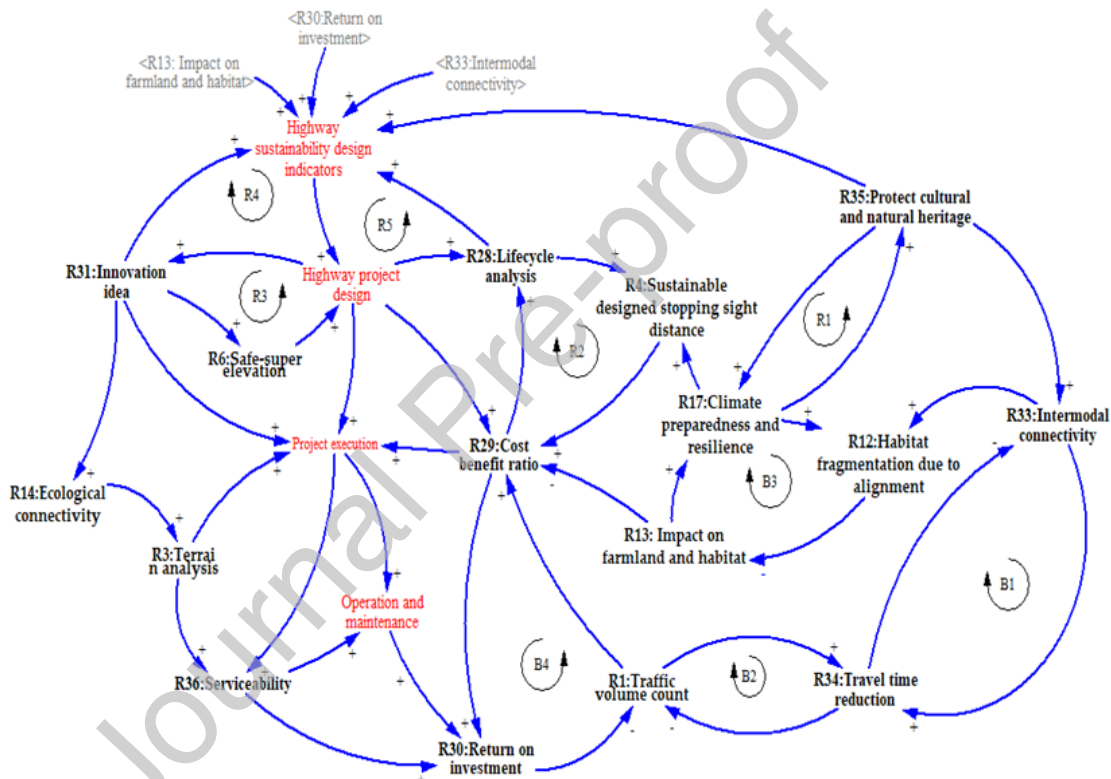 <R30:Return on
investment>
<R13: Impact on
farmland and habitat>
<R33:Intermodal
connectivity>
Highway
sustainability design
indicators
R4
R5
R35:Protect cultural
and natural heritage
R31:Innovation
idea
R3
Highway project
design
R28:Lifecycle
analysis
R4:Sustainable
designed stopping sight
distance
R1
R6:Safe-super
elevation
R2
R17:Climate
preparedness and
resilience
R33:Intermodal
connectivity
R12:Habitat
fragmentation due to
alignment
Project execution
R29:Cost
benefit ratio
B3
R14:Ecological
connectivity
R13: Impact on
farmland and habitat
R3:Terrai
n analysis
B1
Operation and
maintenance
R36:Serviceability
B4
R1:Traffic
volume count
B2
R34:Travel time
reduction
R30:Return on
investment
Journal Pre-proof